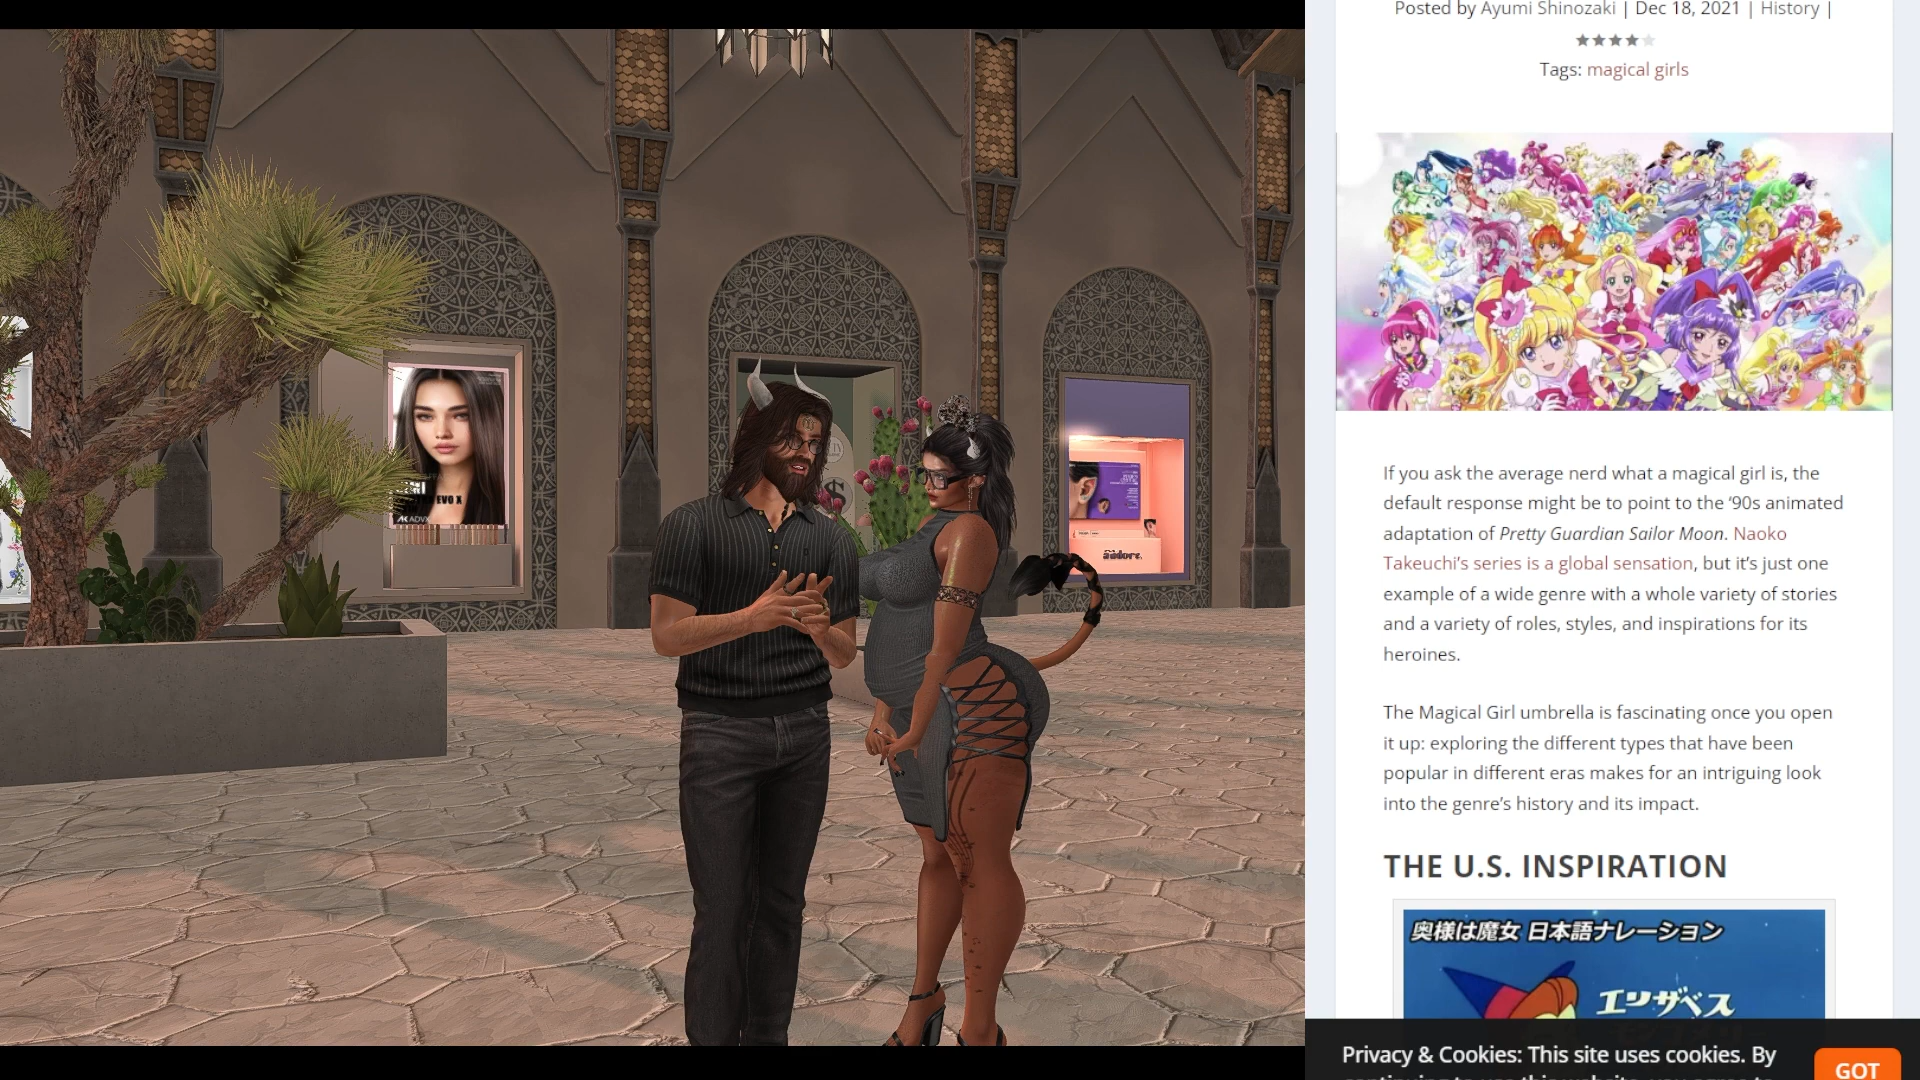 EVO X
AK ADVX
$
addore.
Posted by Ayumi Shinozaki | Dec 18, 2021 | History |
Tags: magical girls
If you ask the average nerd what a magical girl is, the
default response might be to point to the ‘90s animated
adaptation of Pretty Guardian Sailor Moon. Naoko
Takeuchi’s series is a global sensation, but it’s just one
example of a wide genre with a whole variety of stories
and a variety of roles, styles, and inspirations for its
heroines.
The Magical Girl umbrella is fascinating once you open
it up: exploring the different types that have been
popular in different eras makes for an intriguing look
into the genre’s history and its impact.
THE U.S. INSPIRATION
奥様は魔女 日本語ナレーション
エリザベス
Privacy & Cookies: This site uses cookies. By
GOT